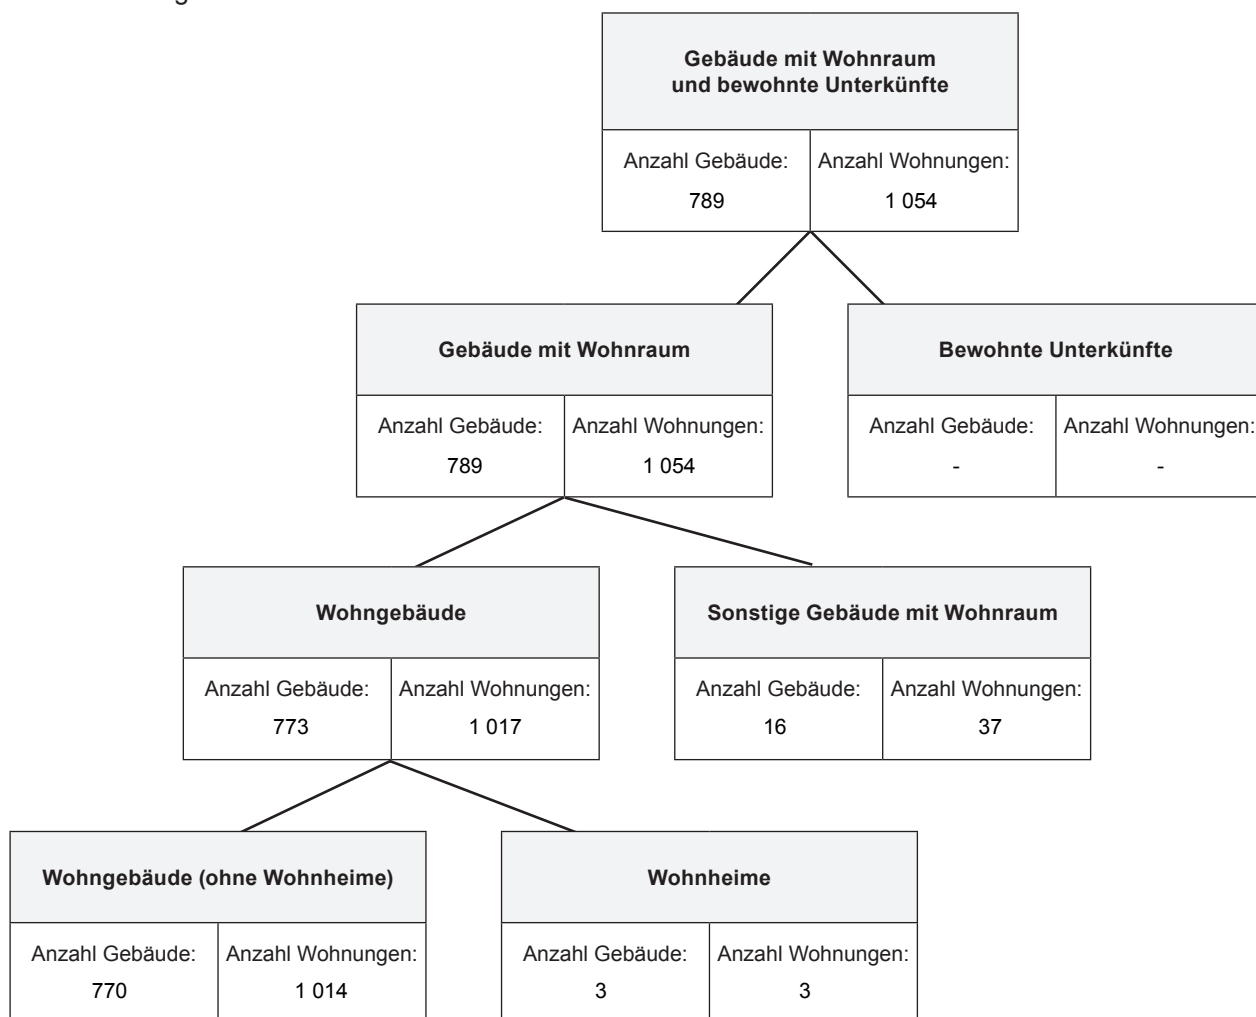 Gebäude mit Wohnraum
und bewohnte Unterkünfte
Anzahl Gebäude: Anzahl Wohnungen:
789 1 054
Gebäude mit Wohnraum
Anzahl Gebäude: Anzahl Wohnungen:
789 1 054
Bewohnte Unterkünfte
Anzahl Gebäude: Anzahl Wohnungen:
- -
Wohngebäude
Anzahl Gebäude: Anzahl Wohnungen:
773 1 017
Sonstige Gebäude mit Wohnraum
Anzahl Gebäude: Anzahl Wohnungen:
16 37
Wohngebäude (ohne Wohnheime)
Anzahl Gebäude: Anzahl Wohnungen:
770 1 014
Wohnheime
Anzahl Gebäude: Anzahl Wohnungen:
3 3